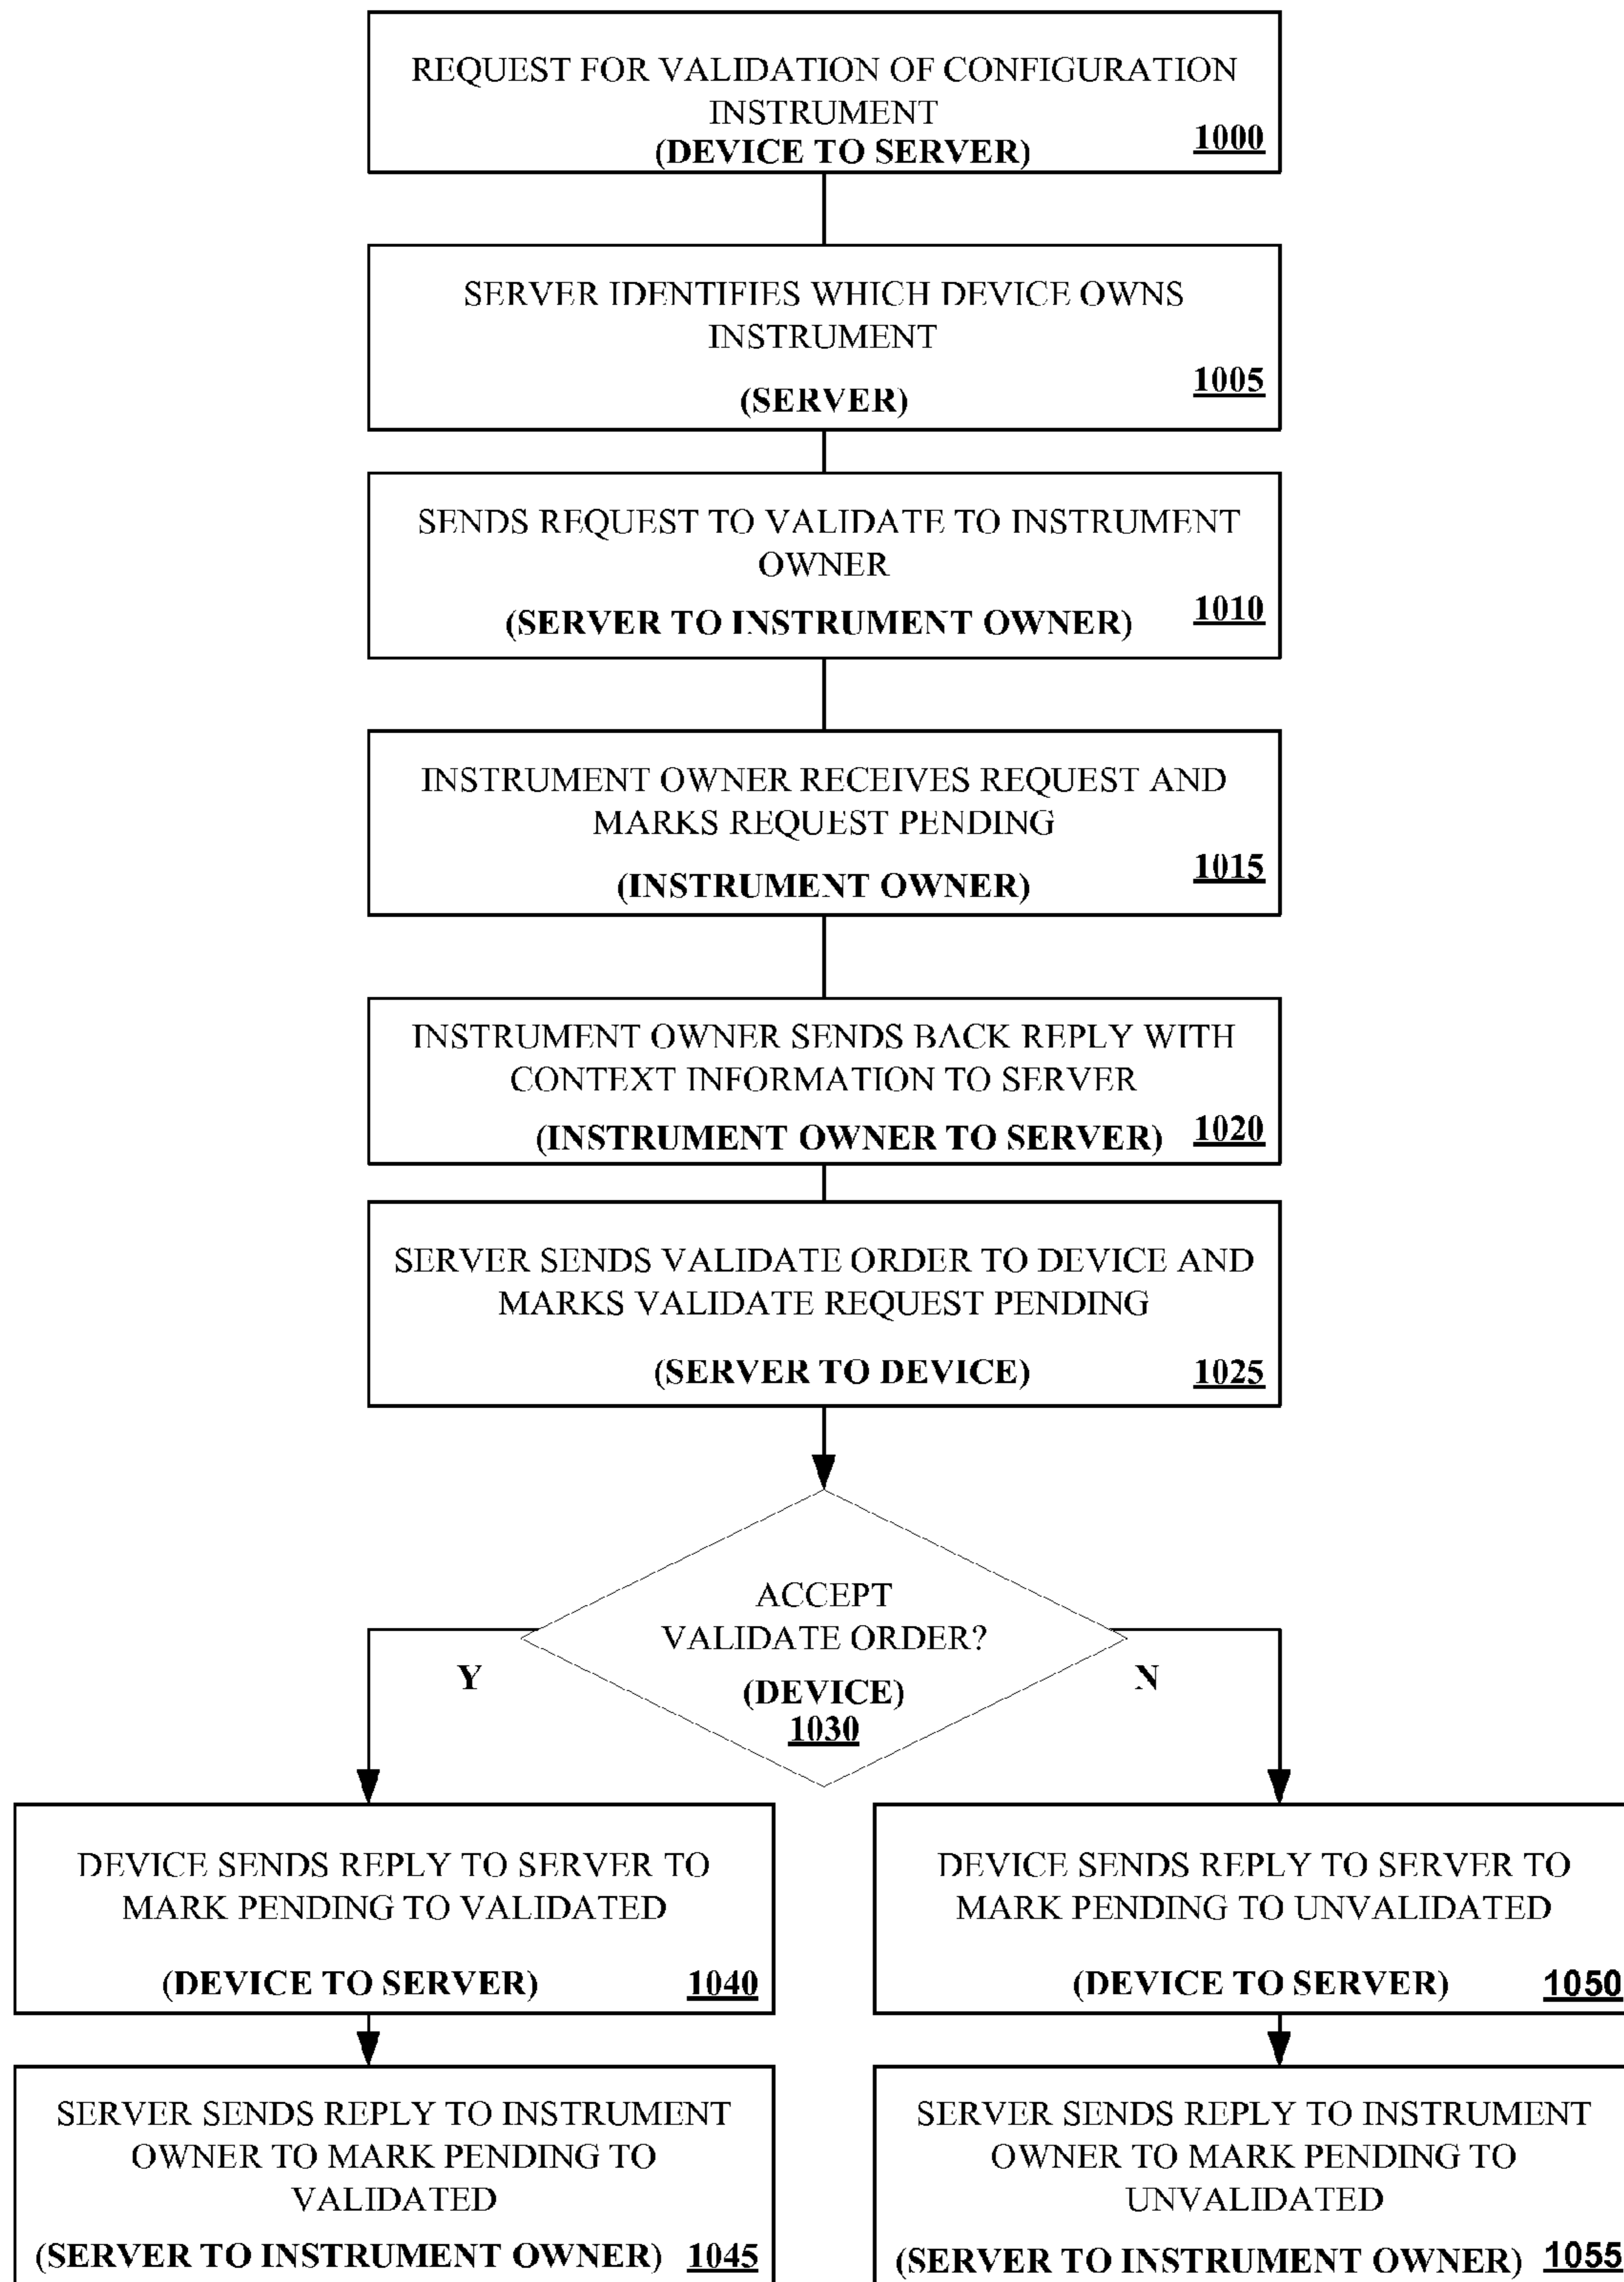 REQUEST FOR VALIDATION OF CONFIGURATION
INSTRUMENT
(DEVICE TO SERVER)
1000
SERVER IDENTIFIES WHICH DEVICE OWNS
INSTRUMENT
1005
(SERVER)
SENDS REQUEST TO VALIDATE TO INSTRUMENT
OWNER
1010
(SERVER TO INSTRUMENT OWNER)
INSTRUMENT OWNER RECEIVES REQUEST AND
MARKS REQUEST PENDING
1015
(INSTRUMENT OWNER)
INSTRUMENT OWNER SENDS BACK REPLY WITH
CONTEXT INFORMATION TO SERVER
(INSTRUMENT OWNER TO SERVER) 1020
SERVER SENDS VALIDATE ORDER TO DEVICE AND
MARKS VALIDATE REQUEST PENDING
(SERVER TO DEVICE) 1025
ACCEPT
VALIDATE ORDER?
(DEVICE)
1030
Y
N
DEVICE SENDS REPLY TO SERVER TO
MARK PENDING TO VALIDATED
(DEVICE TO SERVER) 1040
DEVICE SENDS REPLY TO SERVER TO
MARK PENDING TO UNVALIDATED
(DEVICE TO SERVER) 1050
SERVER SENDS REPLY TO INSTRUMENT
OWNER TO MARK PENDING TO
VALIDATED
(SERVER TO INSTRUMENT OWNER) 1045
SERVER SENDS REPLY TO INSTRUMENT
OWNER TO MARK PENDING TO
UNVALIDATED
(SERVER TO INSTRUMENT OWNER) 1055